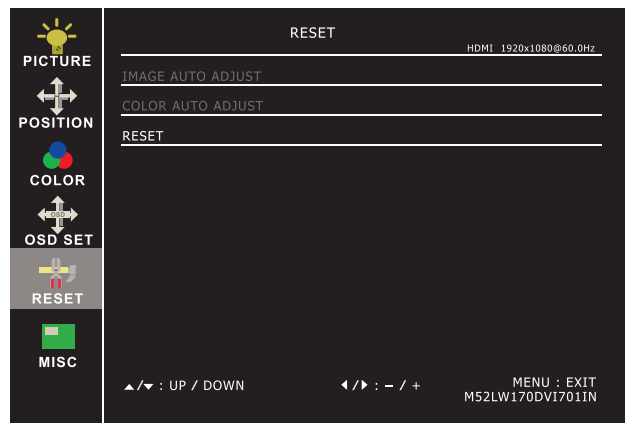 RESET
HDMI 1920x1080@60.0Hz
PICTURE
IMAGE AUTO ADJUST
COLOR AUTO ADJUST
POSITION
RESET
COLOR
OSD
OSD SET
RESET
MISC
▲/▼ : UP / DOWN
◀/▶ : – / +
MENU : EXIT
M52LW170DVI701IN